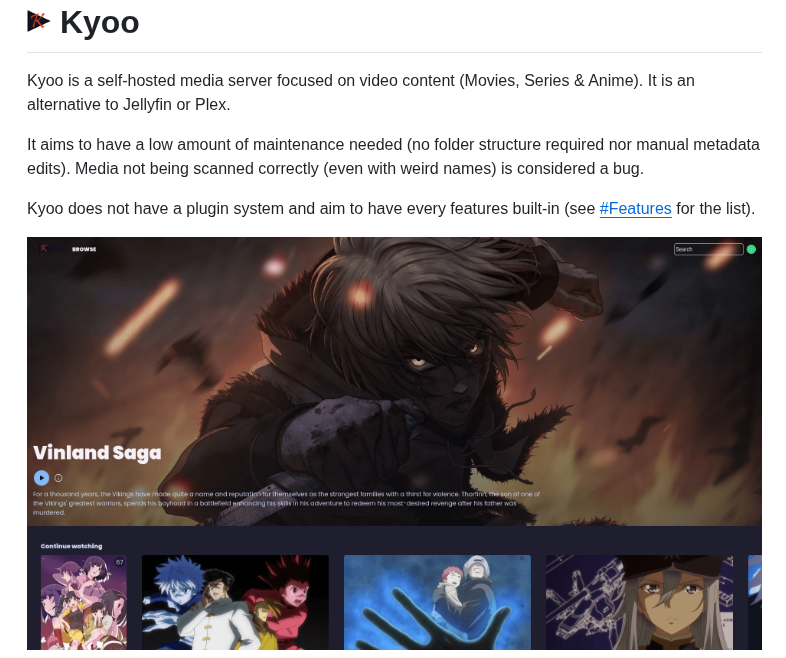 Kyoo
Kyoo is a self-hosted media server focused on video content (Movies, Series & Anime). It is an
alternative to Jellyfin or Plex.
It aims to have a low amount of maintenance needed (no folder structure required nor manual metadata
edits). Media not being scanned correctly (even with weird names) is considered a bug.
Kyoo does not have a plugin system and aim to have every features built-in (see #Features for the list).
BROWSE
Search
Vinland Saga
For a thousand years, the Vikings have made quite a name and reputation for themselves as the strongest families with a thirst for violence. Thorfinn, the son of one of
the Vikings' greatest warriors, spends his boyhood in a battlefield enhancing his skills in his adventure to redeem his most-desired revenge after his father was
murdered.
Continue watching
67